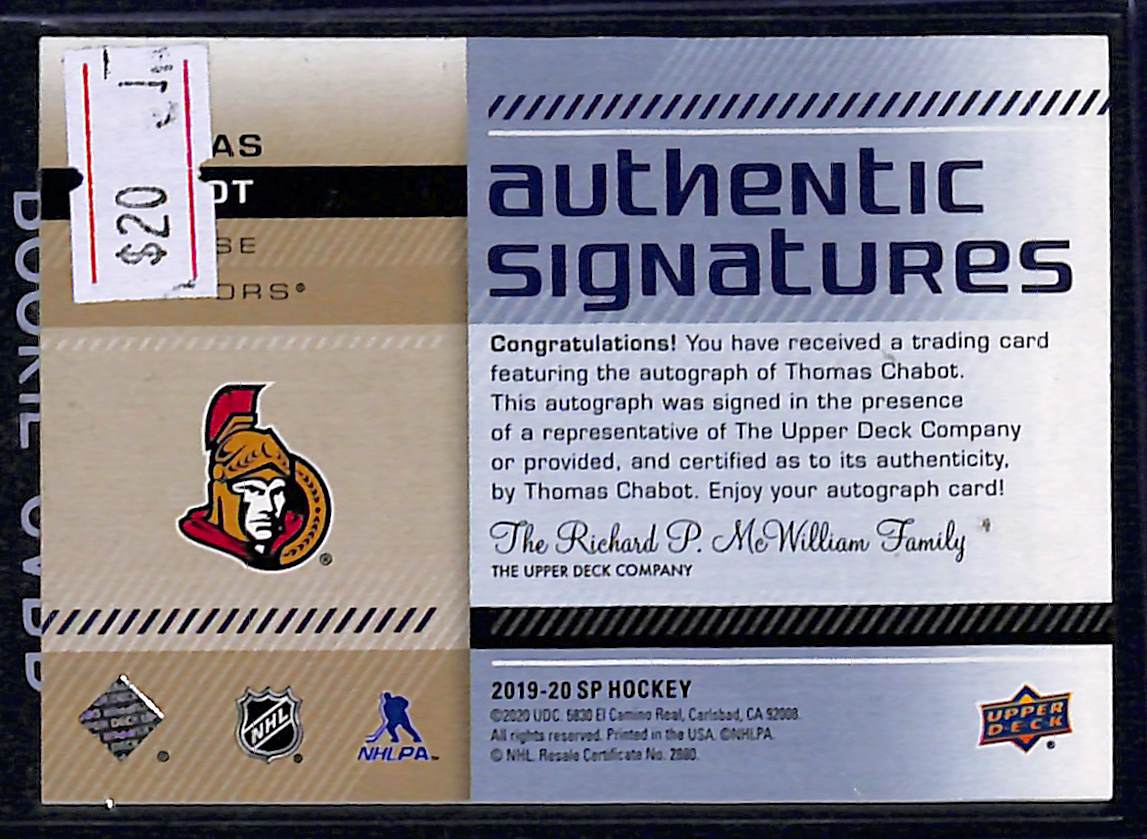 $20
AS
OT
SE
ORS®
authentic
signatures
Congratulations! You have received a trading card
featuring the autograph of Thomas Chabot.
This autograph was signed in the presence
of a representative of The Upper Deck Company
or provided, and certified as to its authenticity,
by Thomas Chabot. Enjoy your autograph card!
The Richard P. McWilliam Family
THE UPPER DECK COMPANY
2019-20 SP HOCKEY
©2020 UDC. 5830 El Camino Real, Carlsbad, CA 92008.
All rights reserved. Printed in the USA. ©NHLPA.
© NHL. Resale Certificate No. 2980.
NHL
NHLPA™
UPPER
DECK